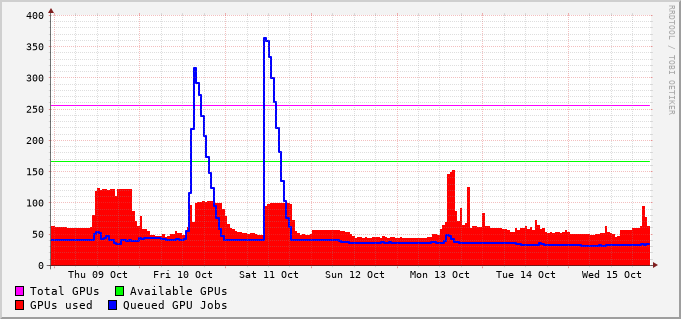 400
350
300
250
200
150
100
50
0
Thu 09 Oct Fri 10 Oct Sat 11 Oct Sun 12 Oct Mon 13 Oct Tue 14 Oct Wed 15 Oct
Total GPUs Available GPUs
GPUs used Queued GPU Jobs
RRDTOOL / TOBI OETIKER